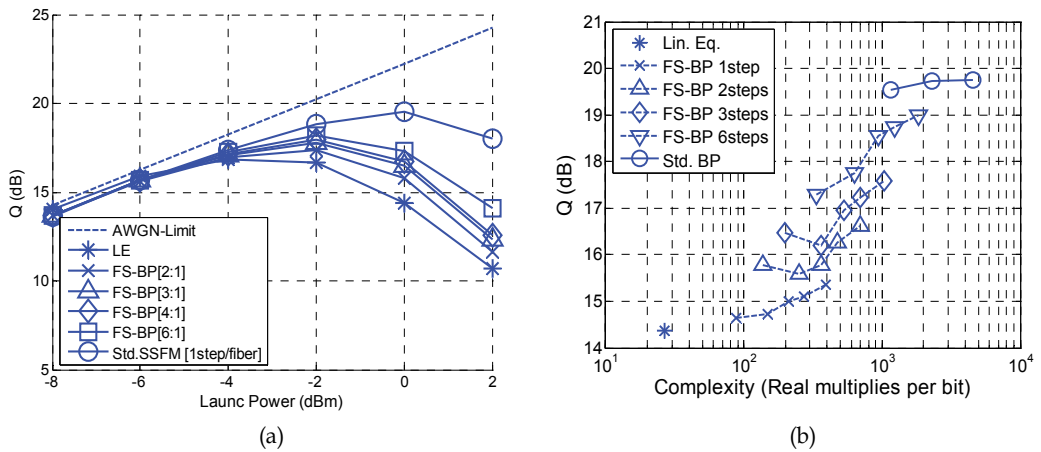 25
20
15
10
5
Q (dB)
-8
-6
-4
-2
0
2
Launc Power (dBm)
AWGN-Limit
LE
FS-BP[2:1]
FS-BP[3:1]
FS-BP[4:1]
FS-BP[6:1]
Std.SSFM [1step/fiber]
(a)
21
20
19
18
17
16
15
14
Q (dB)
Lin. Eq.
FS-BP 1step
FS-BP 2steps
FS-BP 3steps
FS-BP 6steps
Std. BP
10^1
10^2
10^3
10^4
Complexity (Real multiplies per bit)
(b)